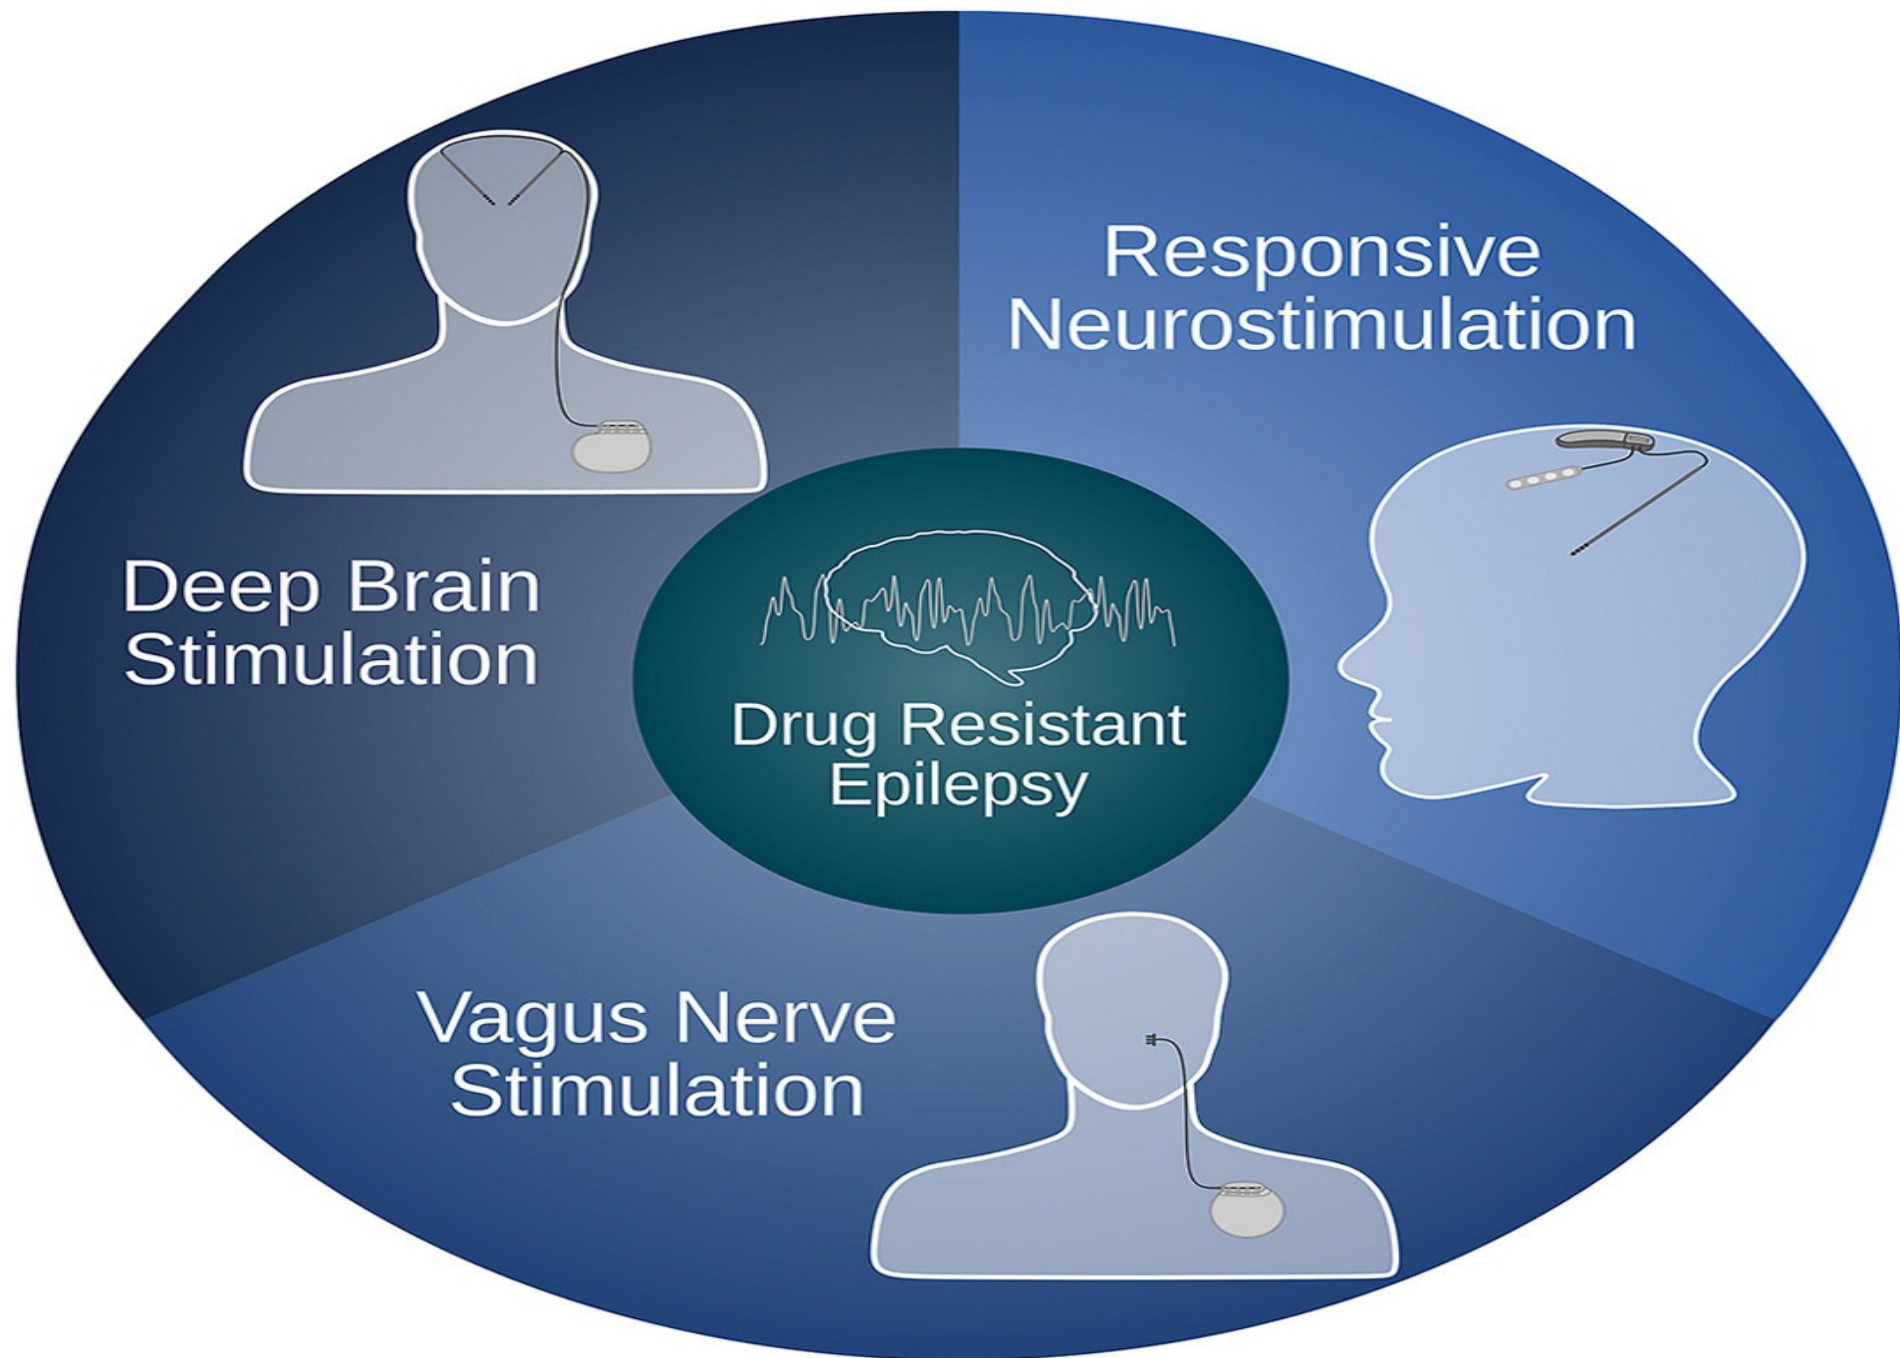 Responsive
Neurostimulation
Deep Brain
Stimulation
Drug Resistant
Epilepsy
Vagus Nerve
Stimulation